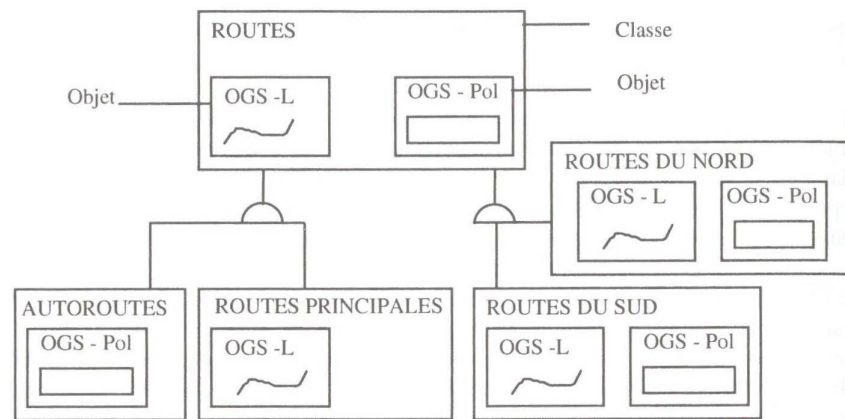 ROUTES
Classe
Objet
OGS -L
OGS - Pol
Objet
ROUTES DU NORD
OGS - L
OGS - Pol
AUTOROUTES
OGS - Pol
ROUTES PRINCIPALES
OGS -L
ROUTES DU SUD
OGS - L
OGS - Pol